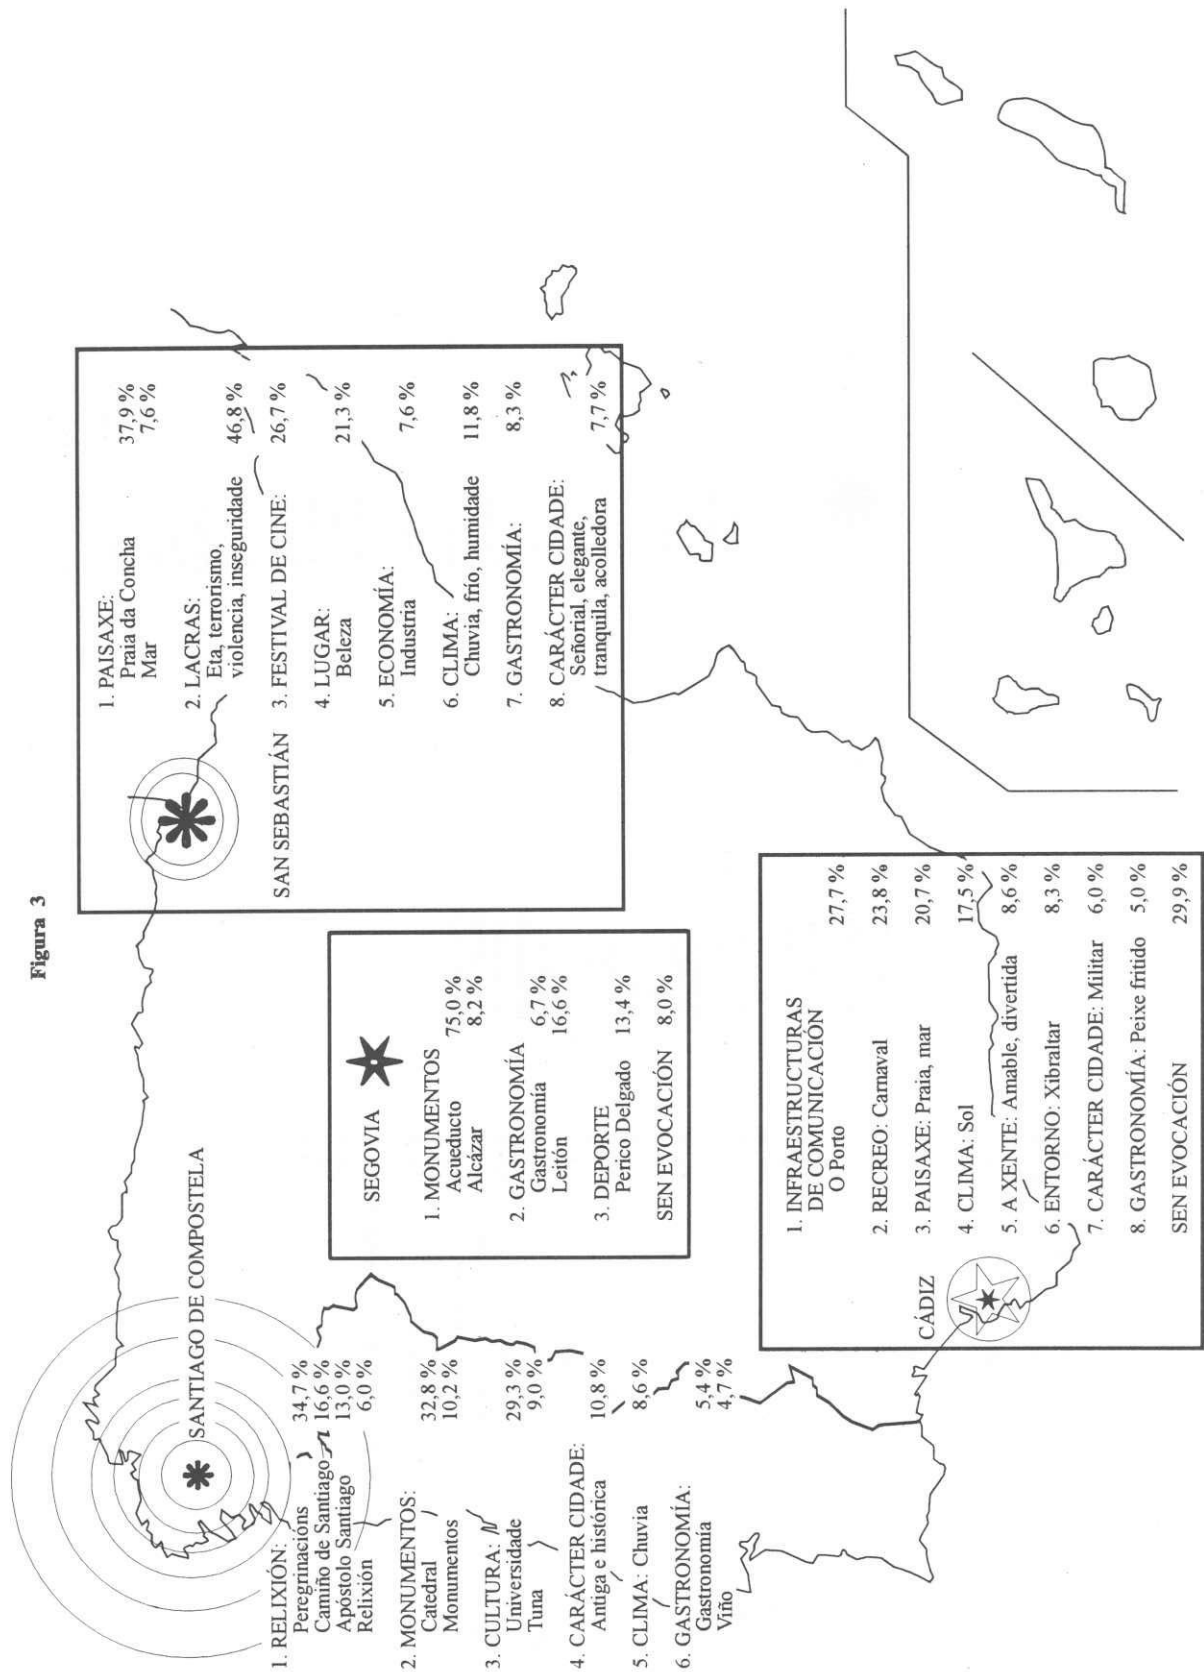 Figura 3
SANTIAGO DE COMPOSTELA
1. RELIXIÓN:
Peregrinacións 34,7 %
Camiño de Santiago 16,6 %
Apóstolo Santiago 13,0 %
Relixión 6,0 %
2. MONUMENTOS:
Catedral 32,8 %
Monumentos 10,2 %
3. CULTURA:
Universidade 29,3 %
Tuna 9,0 %
4. CARÁCTER CIDADE:
Antiga e histórica 10,8 %
5. CLIMA: Chuvia 8,6 %
6. GASTRONOMÍA:
Gastronomía 5,4 %
Viño 4,7 %
SEGOVIA
1. MONUMENTOS
Acueducto 75,0 %
Alcázar 8,2 %
2. GASTRONOMÍA
Gastronomía 6,7 %
Leitón 16,6 %
3. DEPORTE
Perico Delgado 13,4 %
SEN EVOCACIÓN 8,0 %
SAN SEBASTIÁN
1. PAISAXE:
Praia da Concha 37,9 %
Mar 7,6 %
2. LACRAS:
Eta, terrorismo,
violencia, inseguridade 46,8 %
3. FESTIVAL DE CINE: 26,7 %
4. LUGAR:
Beleza 21,3 %
5. ECONOMÍA:
Industria 7,6 %
6. CLIMA:
Chuvia, frío, humidade 11,8 %
7. GASTRONOMÍA: 8,3 %
8. CARÁCTER CIDADE:
Señorial, elegante,
tranquila, acolledora 7,7 %
CÁDIZ
1. INFRAESTRUCTURAS
DE COMUNICACIÓN
O Porto 27,7 %
2. RECREO: Carnaval 23,8 %
3. PAISAXE: Praia, mar 20,7 %
4. CLIMA: Sol 17,5 %
5. A XENTE: Amable, divertida 8,6 %
6. ENTORNO: Xibraltar 8,3 %
7. CARÁCTER CIDADE: Militar 6,0 %
8. GASTRONOMÍA: Peixe fritido 5,0 %
SEN EVOCACIÓN 29,9 %